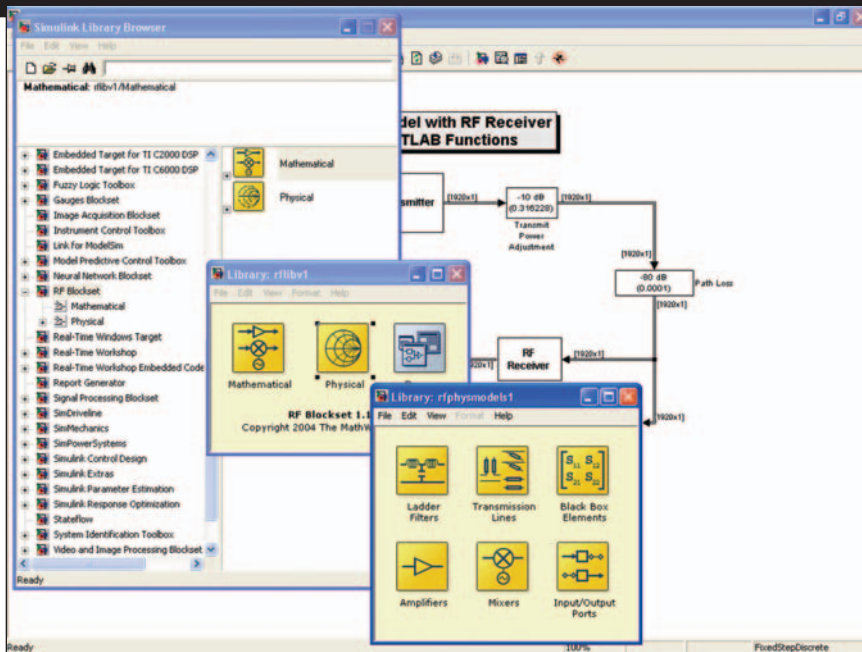 Simulink Library Browser
File Edit View Help
Mathematical: rflibv1/Mathematical
Embedded Target for TI C2000 DSP
Embedded Target for TI C6000 DSP
Fuzzy Logic Toolbox
Gauges Blockset
Image Acquisition Blockset
Instrument Control Toolbox
Link for ModelSim
Model Predictive Control Toolbox
Neural Network Blockset
RF Blockset
Mathematical
Physical
Real-Time Windows Target
Real-Time Workshop
Real-Time Workshop Embedded Code
Report Generator
Signal Processing Blockset
SimDriveline
SimMechanics
SimPowerSystems
Simulink Control Design
Simulink Extras
Simulink Parameter Estimation
Simulink Response Optimization
Stateflow
System Identification Toolbox
Video and Image Processing Blockset
Ready
Mathematical
Physical
del with RF Receiver
TLAB Functions
smitter
[1920x1]
-10 dB
(0.316228)
Transmit
Power
Adjustment
[1920x1]
[1920x1]
-80 dB
(0.0001)
Path Loss
[1920x1]
RF
Receiver
[1920x1]
920x1]
[1920x1]
Library: rflibv1
File Edit View Format Help
Mathematical
Physical
RF Blockset 1.1
Copyright 2004 The MathW
Library: rfphysmodels1
File Edit View Format Help
Ladder
Filters
Transmission
Lines
S11 S12
S21 S22
Black Box
Elements
Amplifiers
Mixers
Input/Output
Ports
Ready
100%
FixedStepDiscrete